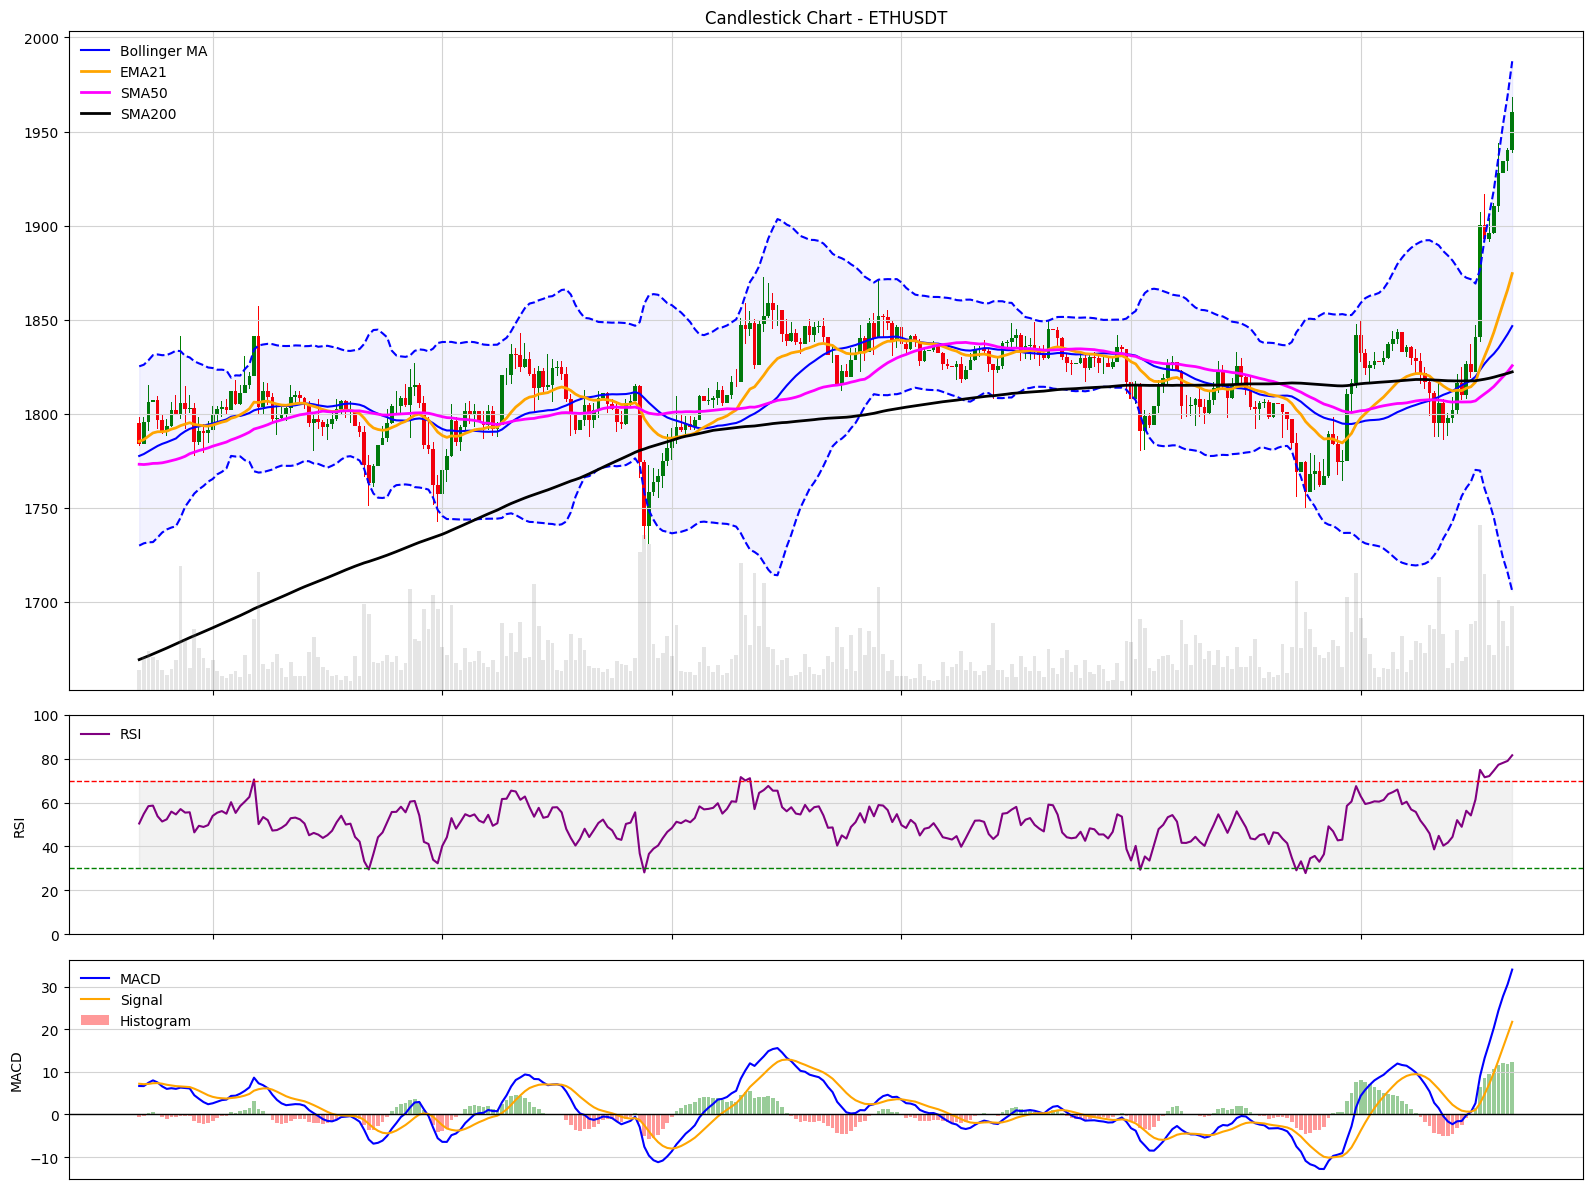 Candlestick Chart - ETHUSDT
2000
1950
1900
1850
1800
1750
1700
Bollinger MA
EMA21
SMA50
SMA200
100
80
60
40
20
0
RSI
RSI
30
20
10
0
−10
MACD
MACD
Signal
Histogram